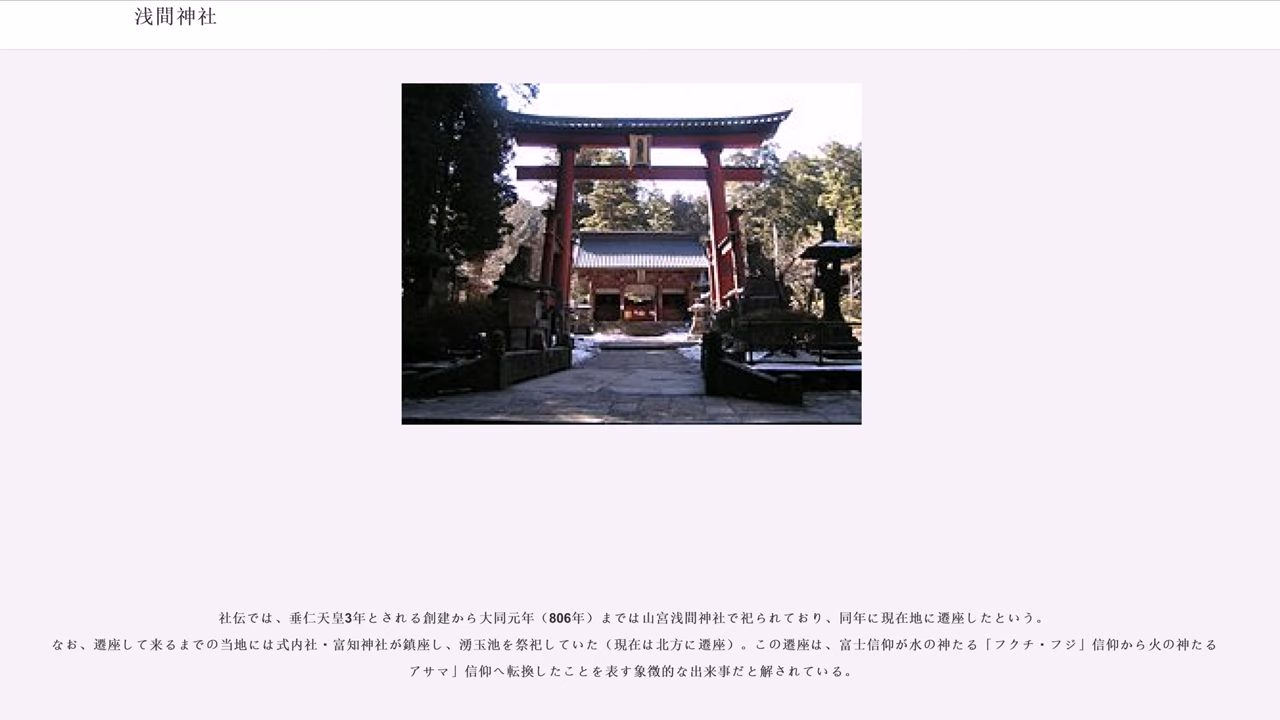 浅間神社
社伝では、垂仁天皇3年とされる創建から大同元年（806年）までは山宮浅間神社で祀られており、同年に現在地に遷座したという。
なお、遷座して来るまでの当地には式内社・富知神社が鎮座し、湧玉池を祭祀していた（現在は北方に遷座）。この遷座は、富士信仰が水の神たる「フクチ・フジ」信仰から火の神たる
アサマ」信仰へ転換したことを表す象徴的な出来事だと解されている。